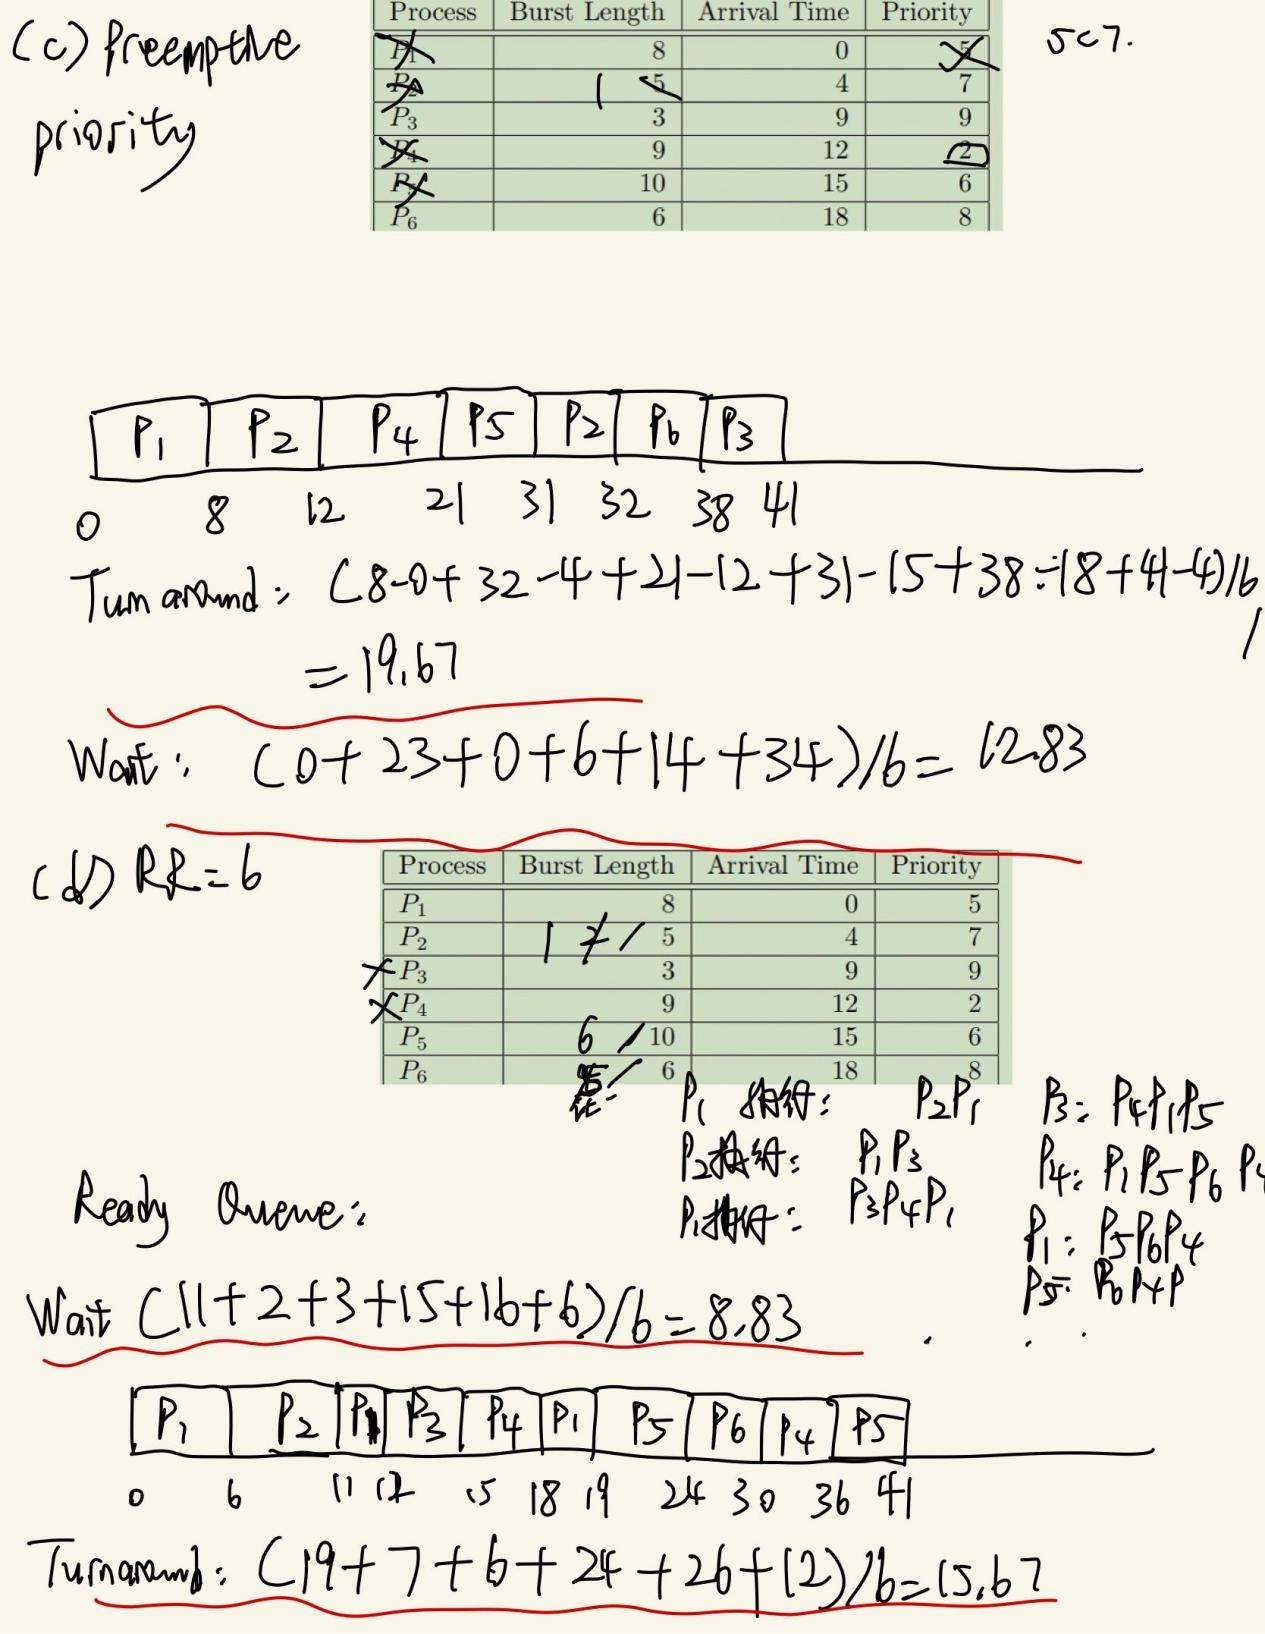 (c) Preemptive
priority
Process Burst Length Arrival Time Priority
P1 8 0 5
P2 1 5 4 7
P3 3 9 9
P4 9 12 2
P5 10 15 6
P6 6 18 8
5<7.
P1 P2 P4 P5 P2 P6 P3
0 8 12 21 31 32 38 41
Turnaround: (8-0+32-4+21-12+31-15+38-18+41-4)/6
=19.67
Wait: (0+23+0+6+14+34)/6=12.83
(d) RR=6
Process Burst Length Arrival Time Priority
P1 8 0 5
P2 1 7 5 4 7
P3 3 9 9
P4 9 12 2
P5 6 10 15 6
P6 6 18 8
P1 : P2P1
P2 : P1P3
P1 : P3P4P1
P3: P4P1P5
P4: P1P5P6P4
P1: P5P6P4
P5: P6P4P
Ready Queue:
Wait (11+2+3+15+16+6)/6=8.83
P1 P2 P1 P3 P4 P1 P5 P6 P4 P5
0 6 11 12 15 18 19 24 30 36 41
Turnaround: (19+7+6+24+26+12)/6=15.67